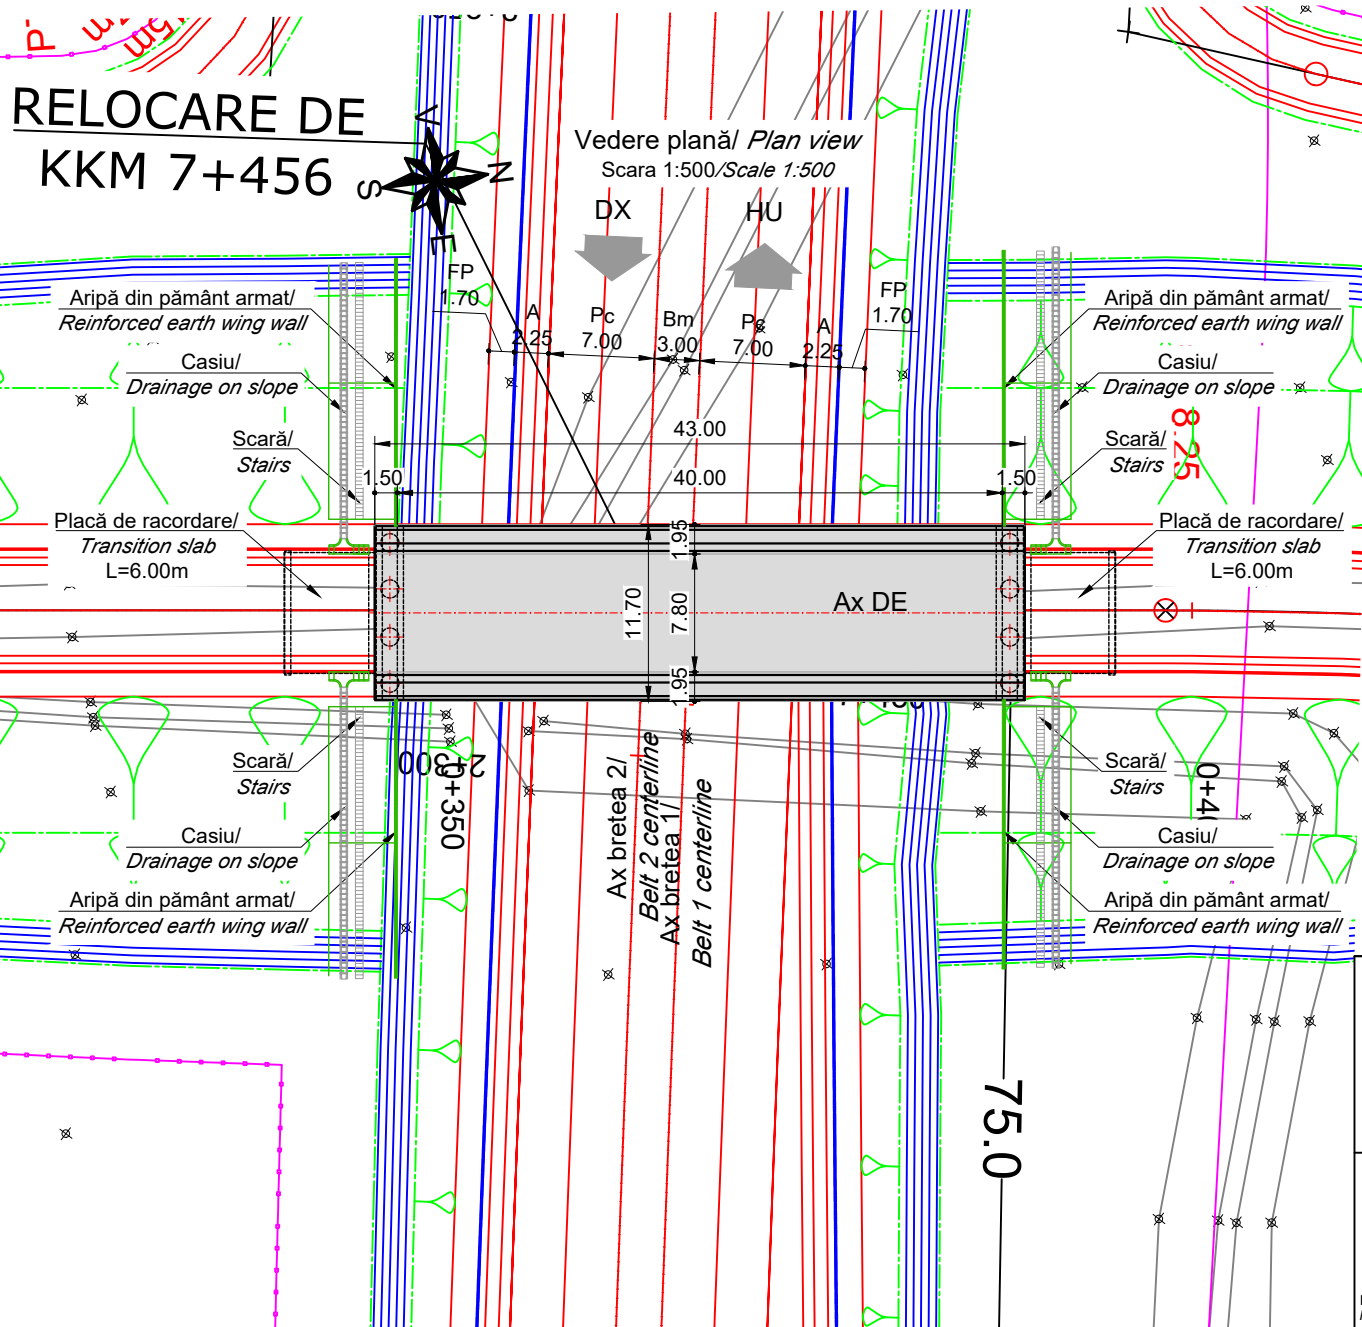 RELOCARE DE
KKM 7+456
V
N
S
E
Vedere plană/ Plan view
Scara 1:500/Scale 1:500
DX
HU
FP
1.70
A
2.25
Pc
7.00
Bm
3.00
Pc
7.00
A
2.25
FP
1.70
43.00
1.50
40.00
1.50
Aripă din pământ armat/
Reinforced earth wing wall
Casiu/
Drainage on slope
Scară/
Stairs
Placă de racordare/
Transition slab
L=6.00m
Aripă din pământ armat/
Reinforced earth wing wall
Casiu/
Drainage on slope
8.25
Scară/
Stairs
Placă de racordare/
Transition slab
L=6.00m
1.95
11.70
7.80
1.95
Ax DE
Scară/
Stairs
Casiu/
Drainage on slope
Aripă din pământ armat/
Reinforced earth wing wall
2+300
0+350
Ax bretea 2/
Belt 2 centerline
Ax bretea 1/
Belt 1 centerline
Scară/
Stairs
Casiu/
Drainage on slope
Aripă din pământ armat/
Reinforced earth wing wall
75.0